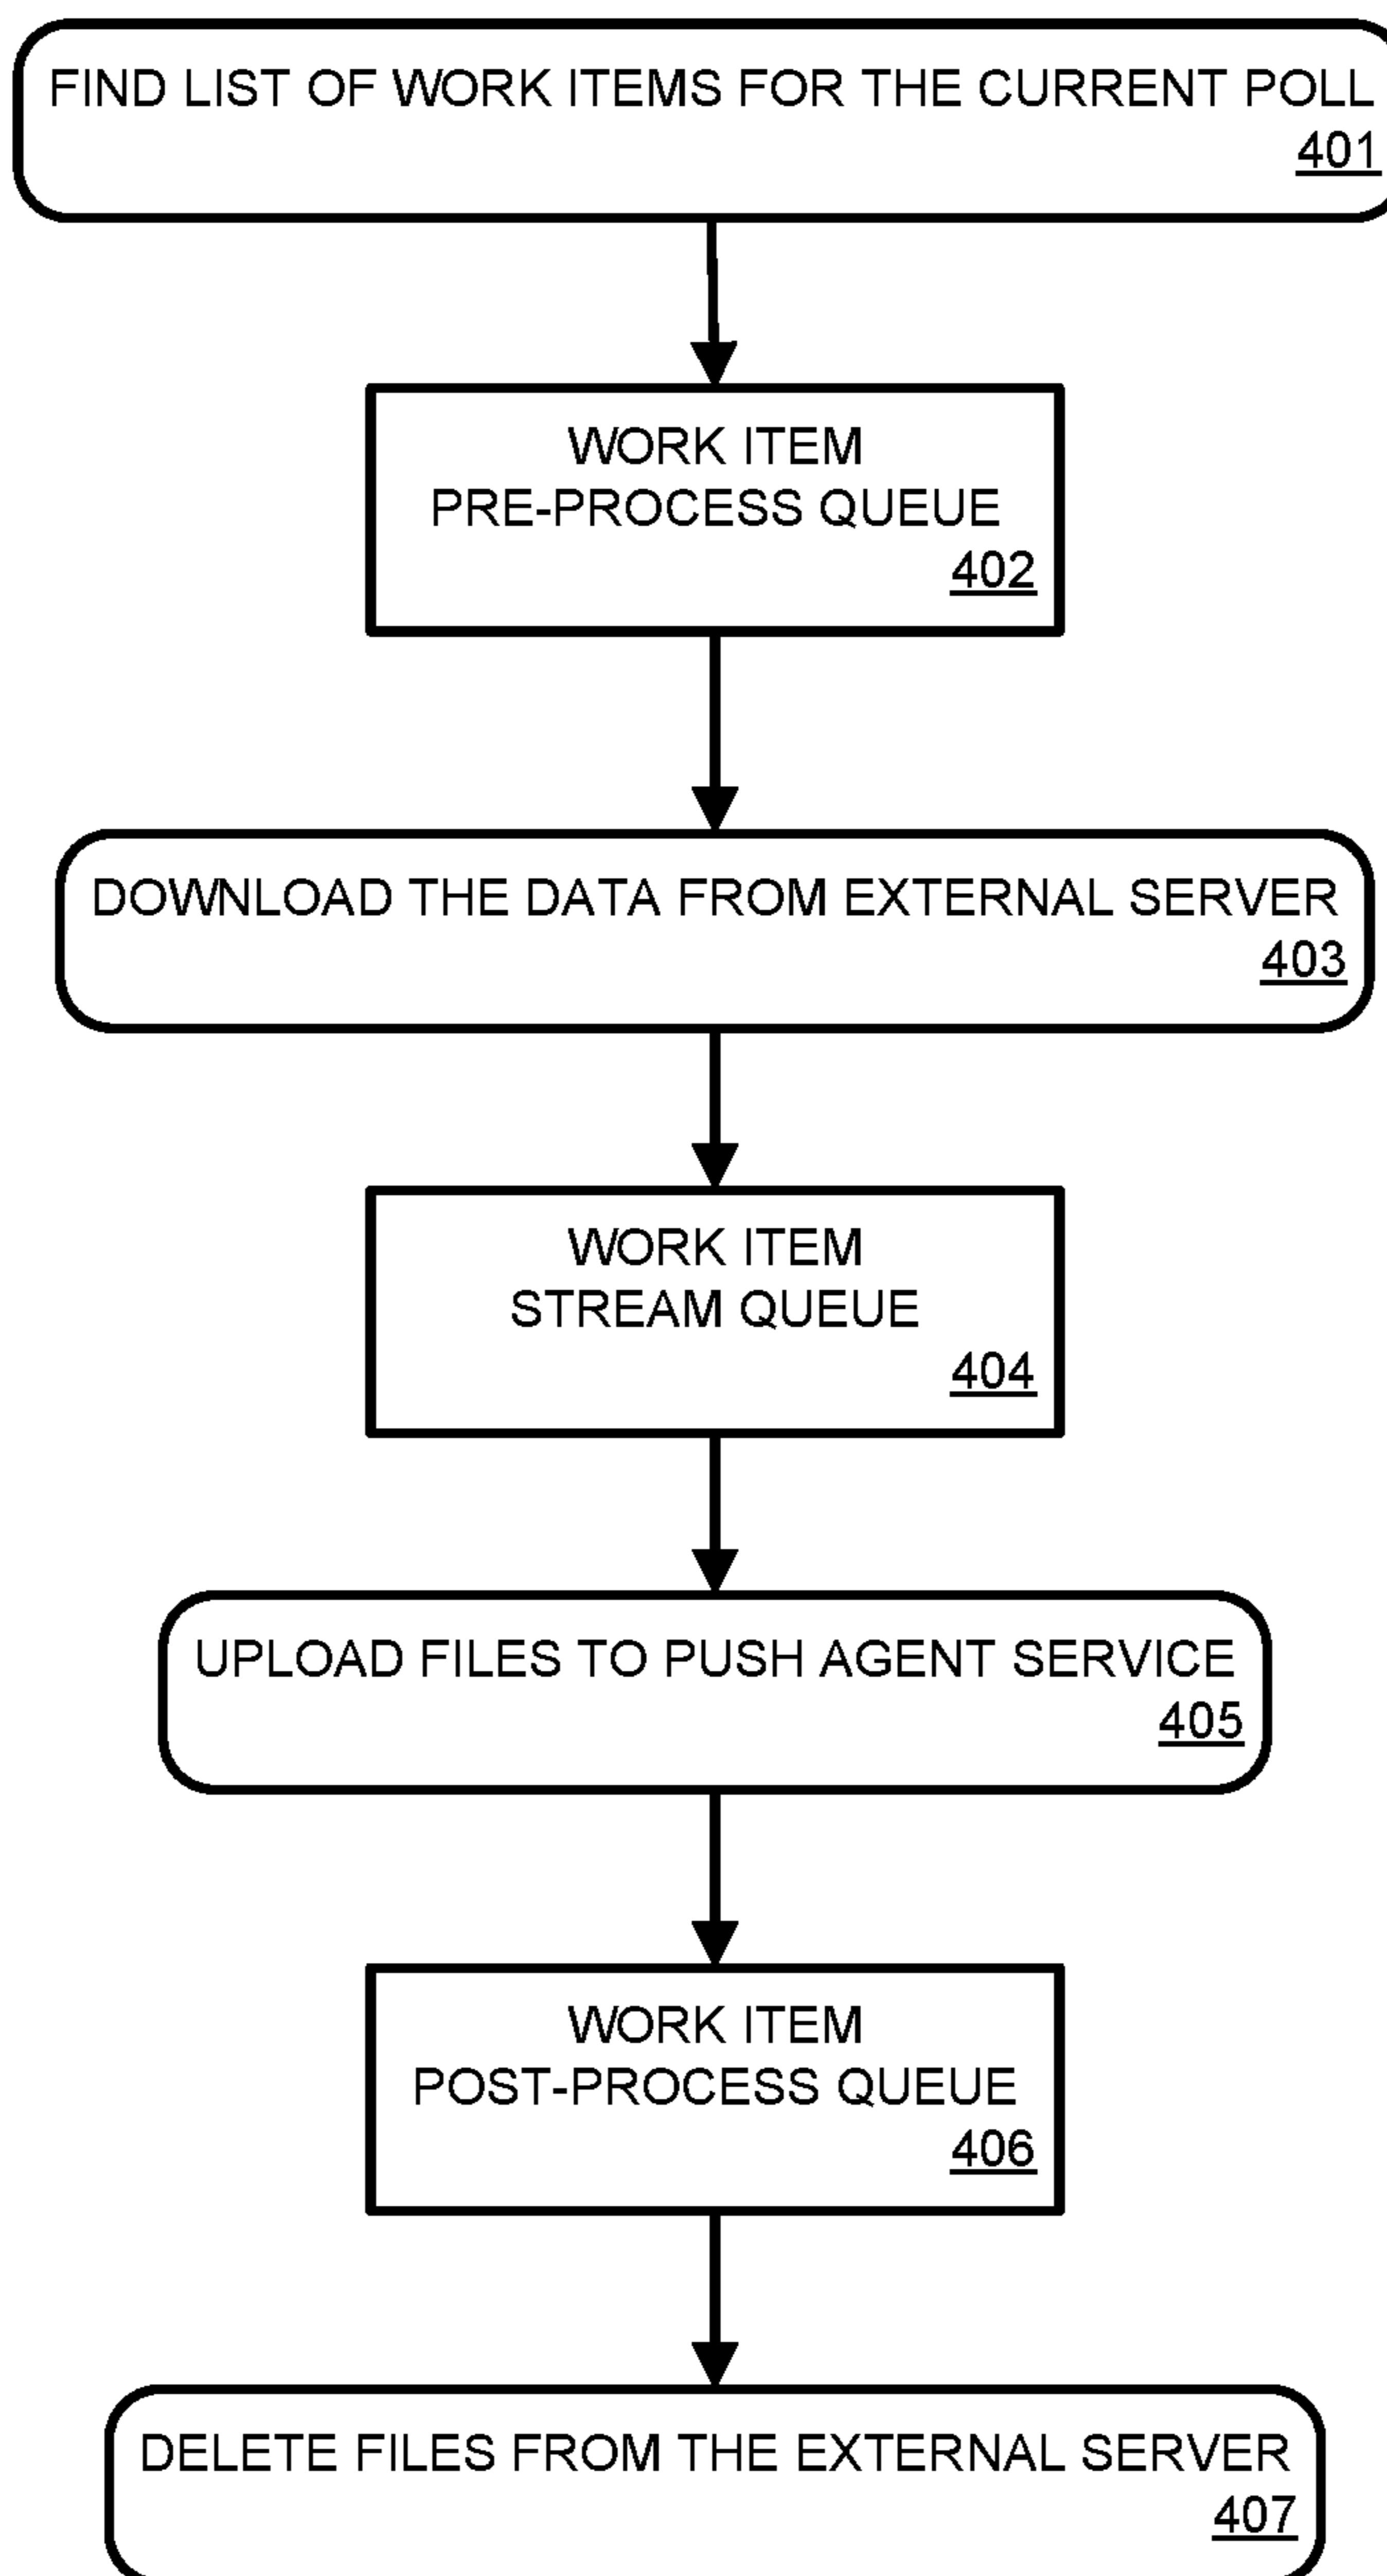 FIND LIST OF WORK ITEMS FOR THE CURRENT POLL
401
WORK ITEM
PRE-PROCESS QUEUE
402
DOWNLOAD THE DATA FROM EXTERNAL SERVER
403
WORK ITEM
STREAM QUEUE
404
UPLOAD FILES TO PUSH AGENT SERVICE
405
WORK ITEM
POST-PROCESS QUEUE
406
DELETE FILES FROM THE EXTERNAL SERVER
407